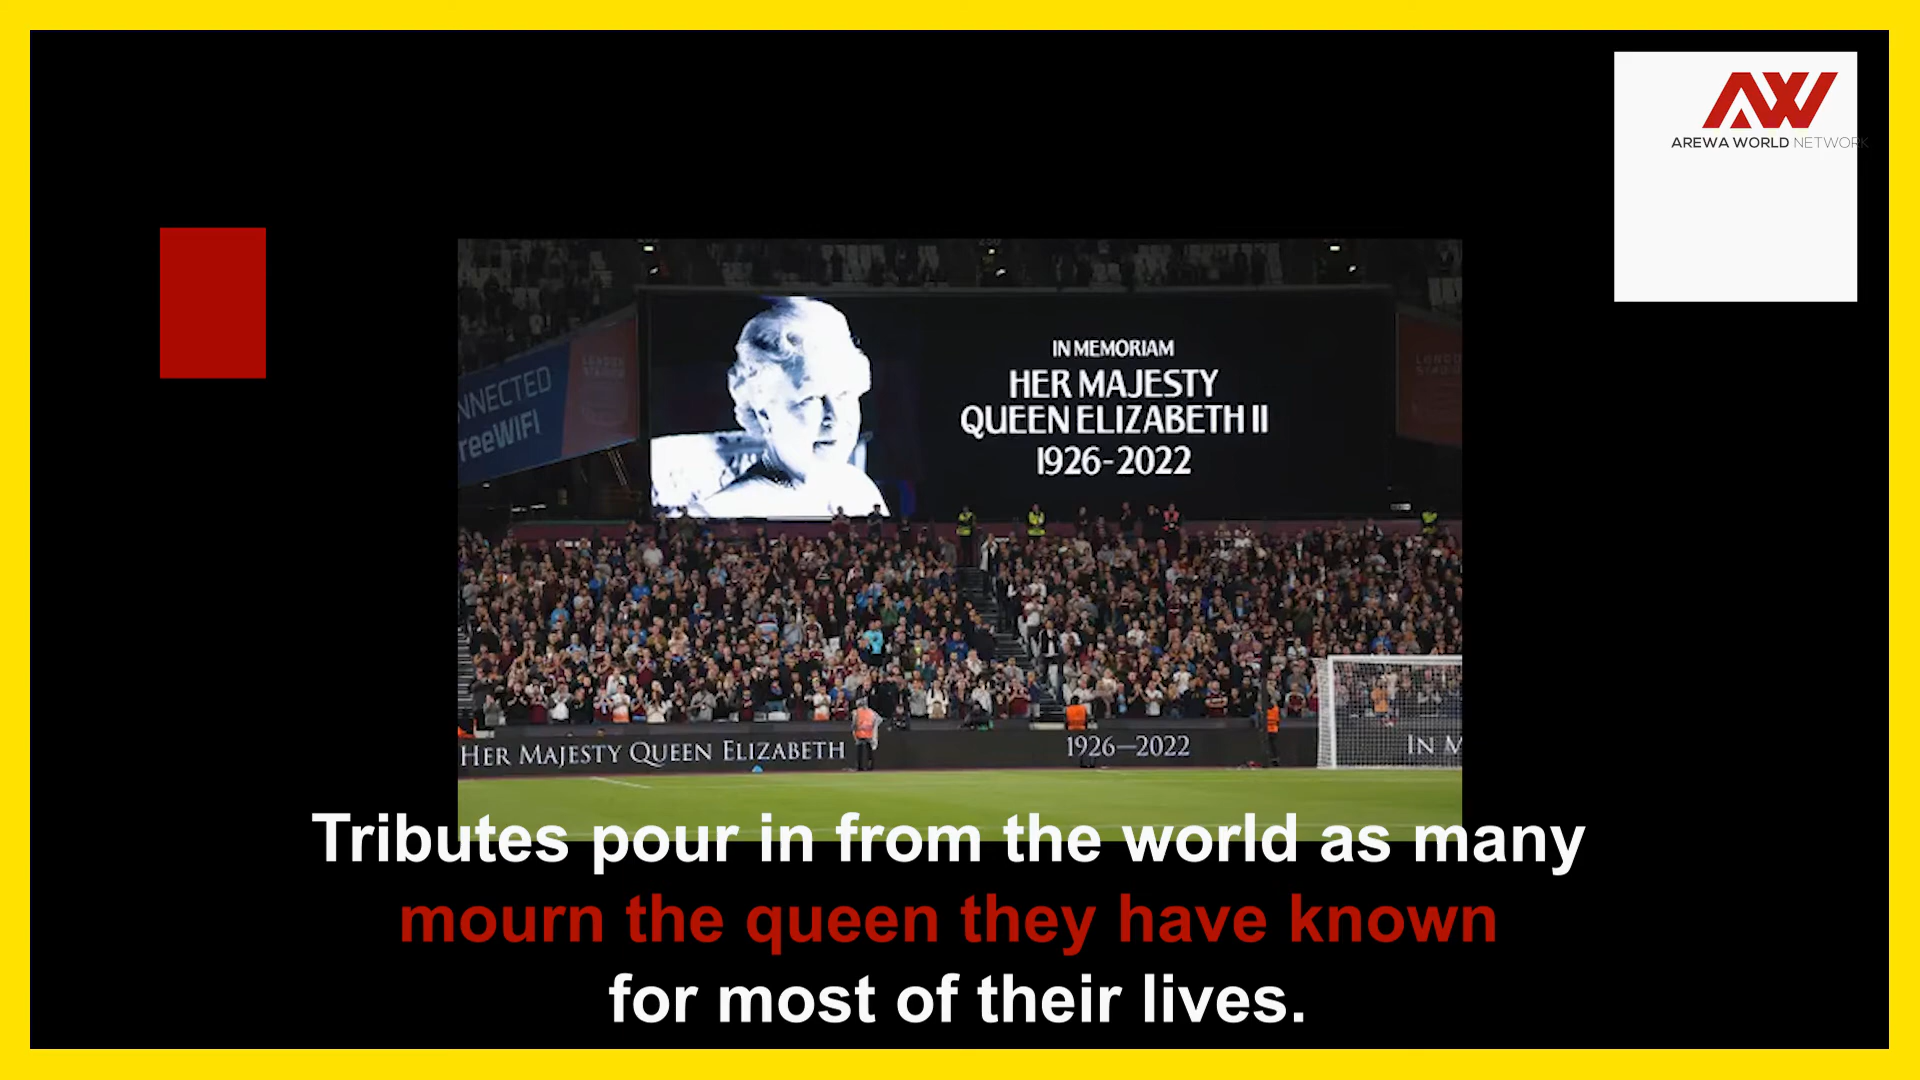 AREWA WORLD NETWORK
NNECTED
reeWiFi
LONDON
STADIUM
IN MEMORIAM
HER MAJESTY
QUEEN ELIZABETH II
1926-2022
HER MAJESTY QUEEN ELIZABETH
1926—2022
IN M
Tributes pour in from the world as many
mourn the queen they have known
for most of their lives.